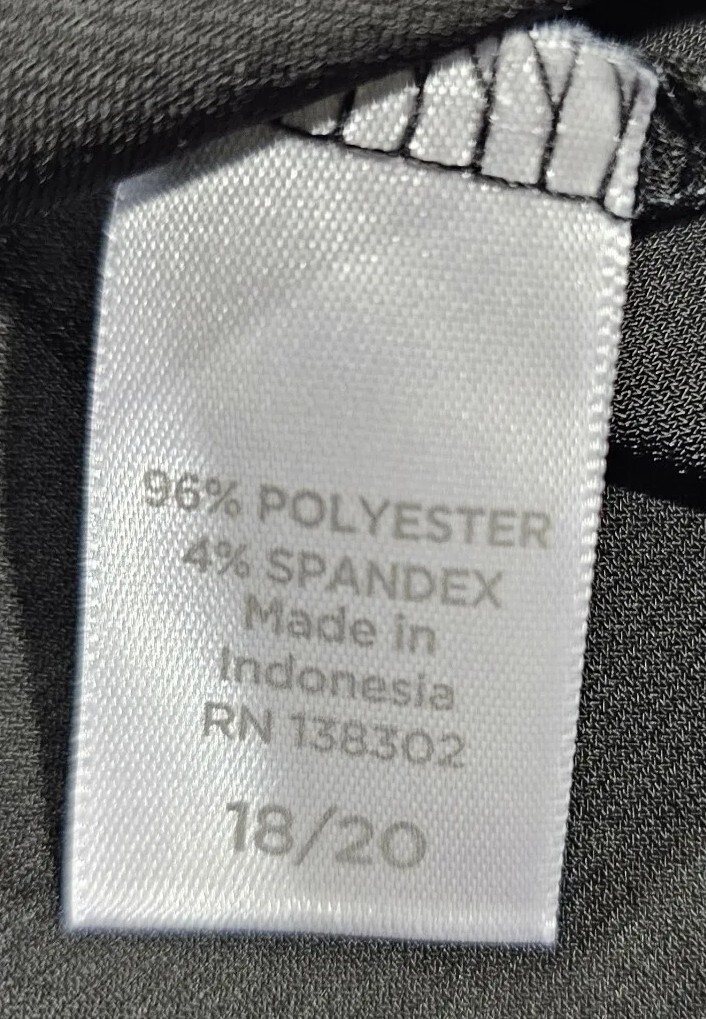 96% POLYESTER
4% SPANDEX
Made in
Indonesia
RN 138302
18/20